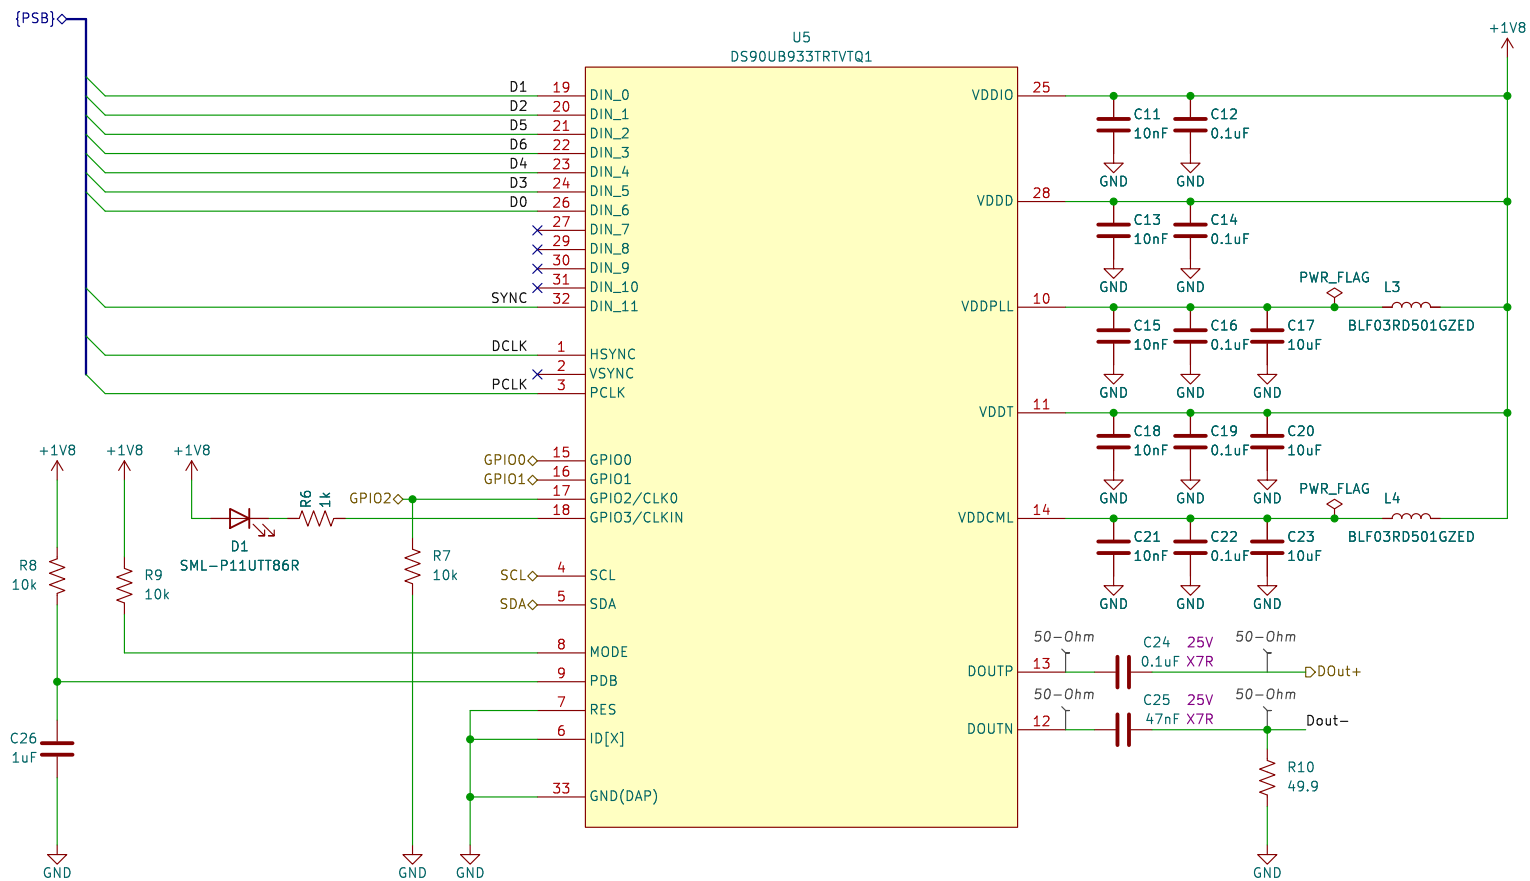 {PSB}
U5
DS90UB933TRTVTQ1
+1V8
D1 19 DIN_0
D2 20 DIN_1
D5 21 DIN_2
D6 22 DIN_3
D4 23 DIN_4
D3 24 DIN_5
D0 26 DIN_6
27 DIN_7
29 DIN_8
30 DIN_9
31 DIN_10
SYNC 32 DIN_11
DCLK 1 HSYNC
2 VSYNC
PCLK 3 PCLK
GPIO0 15 GPIO0
GPIO1 16 GPIO1
GPIO2 17 GPIO2/CLK0
18 GPIO3/CLKIN
+1V8
+1V8
+1V8
R6
1k
D1
SML-P11UTT86R
R8
10k
R9
10k
R7
10k
SCL 4 SCL
SDA 5 SDA
8 MODE
9 PDB
7 RES
6 ID[X]
33 GND(DAP)
C26
1uF
GND
GND
GND
VDDIO 25
C11
10nF
GND
C12
0.1uF
GND
VDDD 28
C13
10nF
GND
C14
0.1uF
GND
VDDPLL 10
C15
10nF
GND
C16
0.1uF
GND
C17
10uF
GND
PWR_FLAG
L3
BLF03RD501GZED
VDDT 11
C18
10nF
GND
C19
0.1uF
GND
C20
10uF
GND
VDDCML 14
C21
10nF
GND
C22
0.1uF
GND
C23
10uF
GND
PWR_FLAG
L4
BLF03RD501GZED
50-Ohm
C24 25V
0.1uF X7R
50-Ohm
DOUTP 13
DOut+
50-Ohm
C25 25V
47nF X7R
50-Ohm
DOUTN 12
Dout-
R10
49.9
GND